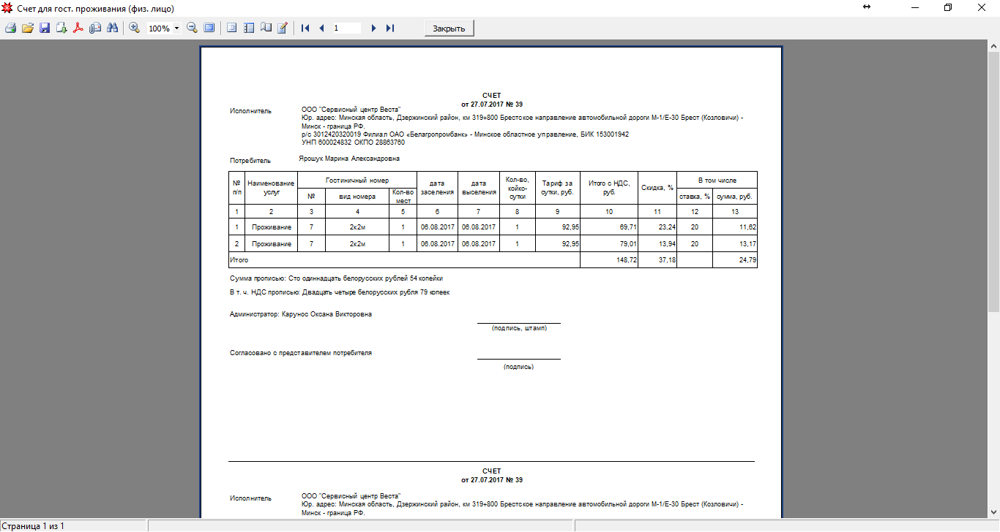 Счет для гост. проживания (физ. лицо)
100%
1
Закрыть
СЧЕТ
от 27.07.2017 № 39
Исполнитель
ООО "Сервисный центр Веста"
Юр. адрес: Минская область, Дзержинский район, км 319+800 Брестское направление автомобильной дороги М-1/Е-30 Брест (Козловичи) -
Минск - граница РФ.
р/с 3012420320019 Филиал ОАО «Белагропромбанк» - Минское областное управление, БИК 153001942
УНП 600024832 ОКПО 28863760
Потребитель
Ярошук Марина Александровна
№ п/п Наименование услуг Гостиничный номер дата заселения дата выселения Кол-во, койко-сутки Тариф за сутки, руб. Итого с НДС, руб. Скидка, % В том числе
№ вид номера Кол-во мест ставка, % сумма, руб.
1 2 3 4 5 6 7 8 9 10 11 12 13
1 Проживание 7 2к2м 1 06.08.2017 06.08.2017 1 92,95 69,71 23,24 20 11,62
2 Проживание 7 2к2м 1 06.08.2017 06.08.2017 1 92,95 79,01 13,94 20 13,17
Итого 148,72 37,18 24,79
Сумма прописью: Сто одиннадцать белорусских рублей 54 копейки
В т. ч. НДС прописью: Двадцать четыре белорусских рубля 79 копеек
Администратор: Карунос Оксана Викторовна
(подпись, штамп)
Согласовано с представителем потребителя
(подпись)
СЧЕТ
от 27.07.2017 № 39
Исполнитель
ООО "Сервисный центр Веста"
Юр. адрес: Минская область, Дзержинский район, км 319+800 Брестское направление автомобильной дороги М-1/Е-30 Брест (Козловичи) -
Минск - граница РФ.
Страница 1 из 1